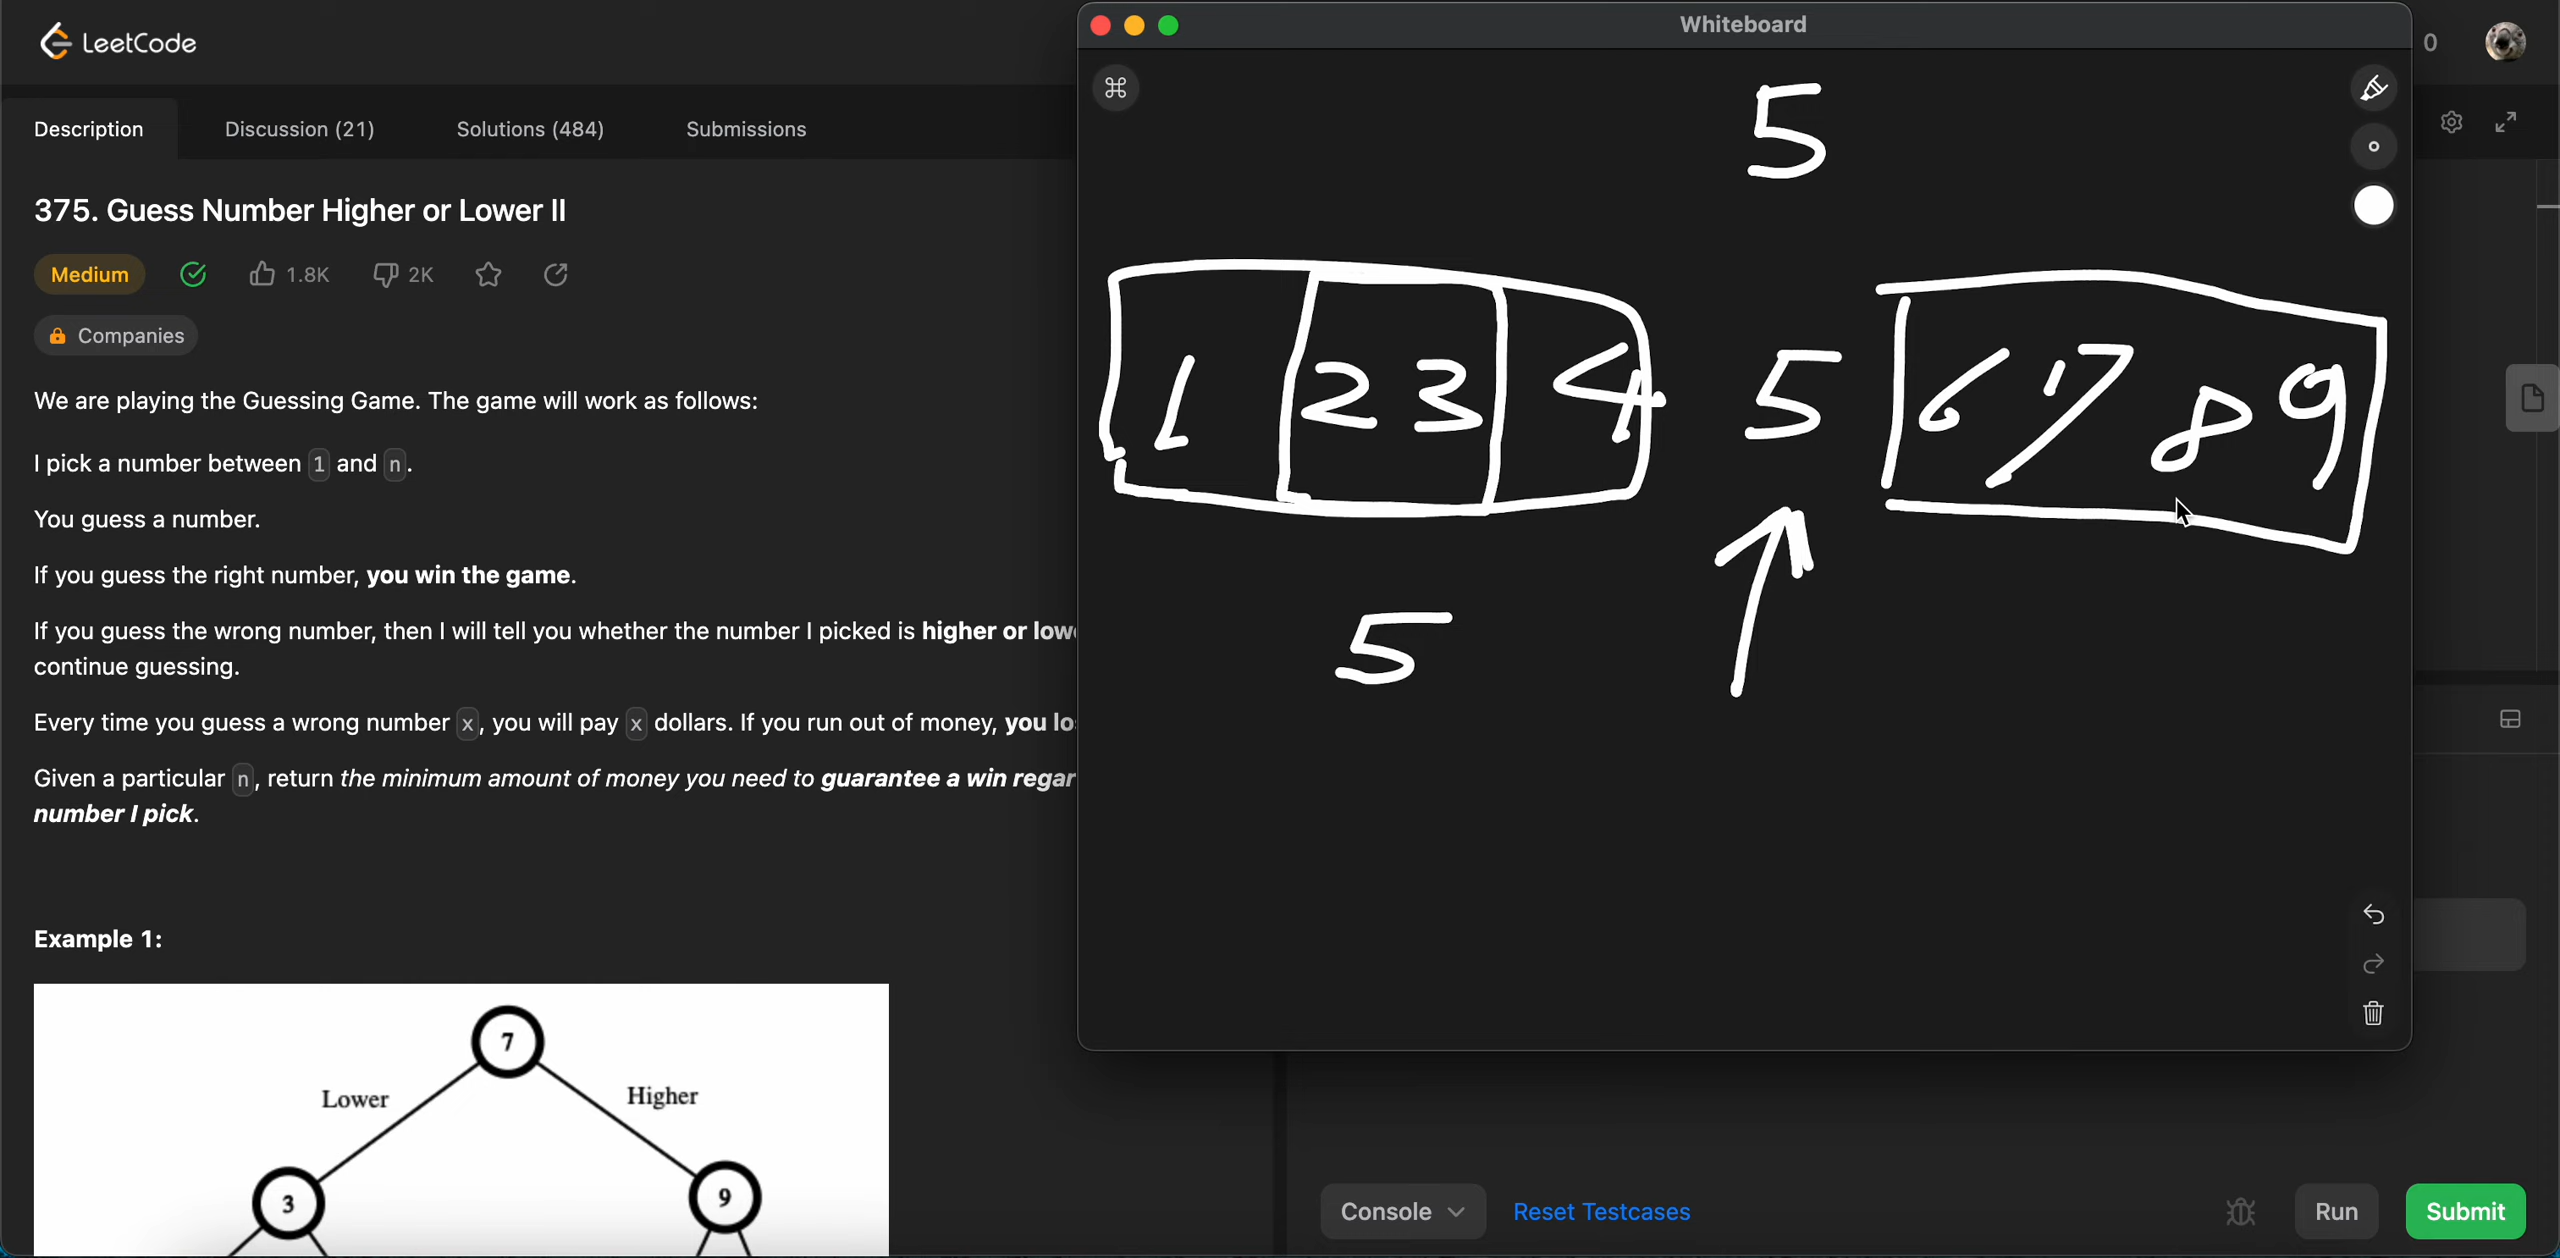 LeetCode
Description
Discussion (21)
Solutions (484)
Submissions
375. Guess Number Higher or Lower II
Medium
1.8K
2K
Companies
We are playing the Guessing Game. The game will work as follows:
I pick a number between 1 and n.
You guess a number.
If you guess the right number, you win the game.
If you guess the wrong number, then I will tell you whether the number I picked is higher or low
continue guessing.
Every time you guess a wrong number x, you will pay x dollars. If you run out of money, you lo
Given a particular n, return the minimum amount of money you need to guarantee a win regar
number I pick.
Example 1:
7
Lower
Higher
3
9
Whiteboard
0
5
1 2 3 4 5 6 7 8 9
5
Console
Reset Testcases
Run
Submit